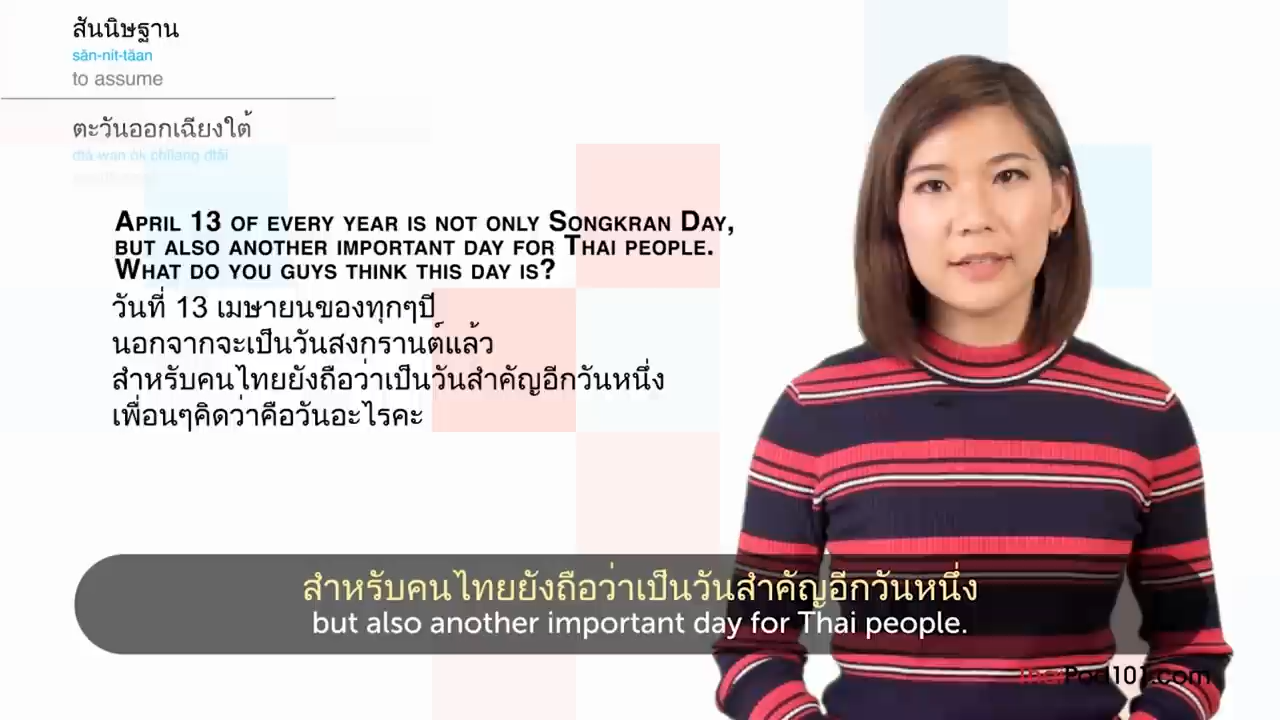 สันนิษฐาน
sǎn-nít-tǎan
to assume
ตะวันออกเฉียงใต้
dtà-wan òk chǐiang dtâi
April 13 of every year is not only Songkran Day,
but also another important day for Thai people.
What do you guys think this day is?
วันที่ 13 เมษายนของทุกๆปี
นอกจากจะเป็นวันสงกรานต์แล้ว
สำหรับคนไทยยังถือว่าเป็นวันสำคัญอีกวันหนึ่ง
เพื่อนๆคิดว่าคือวันอะไรคะ
สำหรับคนไทยยังถือว่าเป็นวันสำคัญอีกวันหนึ่ง
but also another important day for Thai people.
ThaiPod101.com